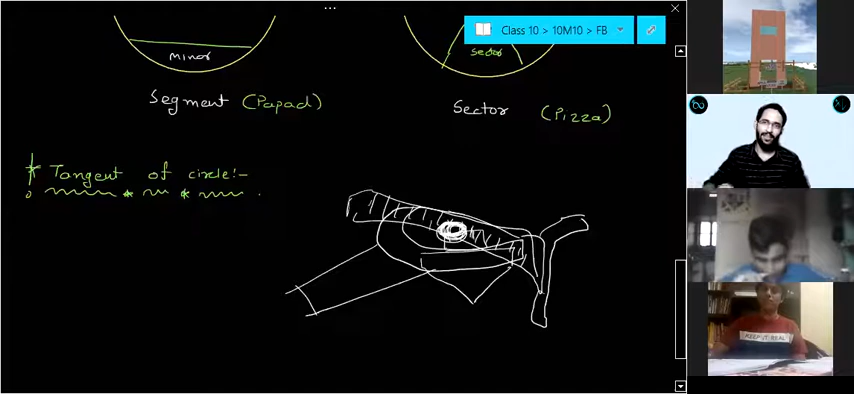 Class 10 > 10M10 > FB
Minor
Sector
Segment (Papad)
Sector (Pizza)
* Tangent of circle:-
KEEP IT REAL